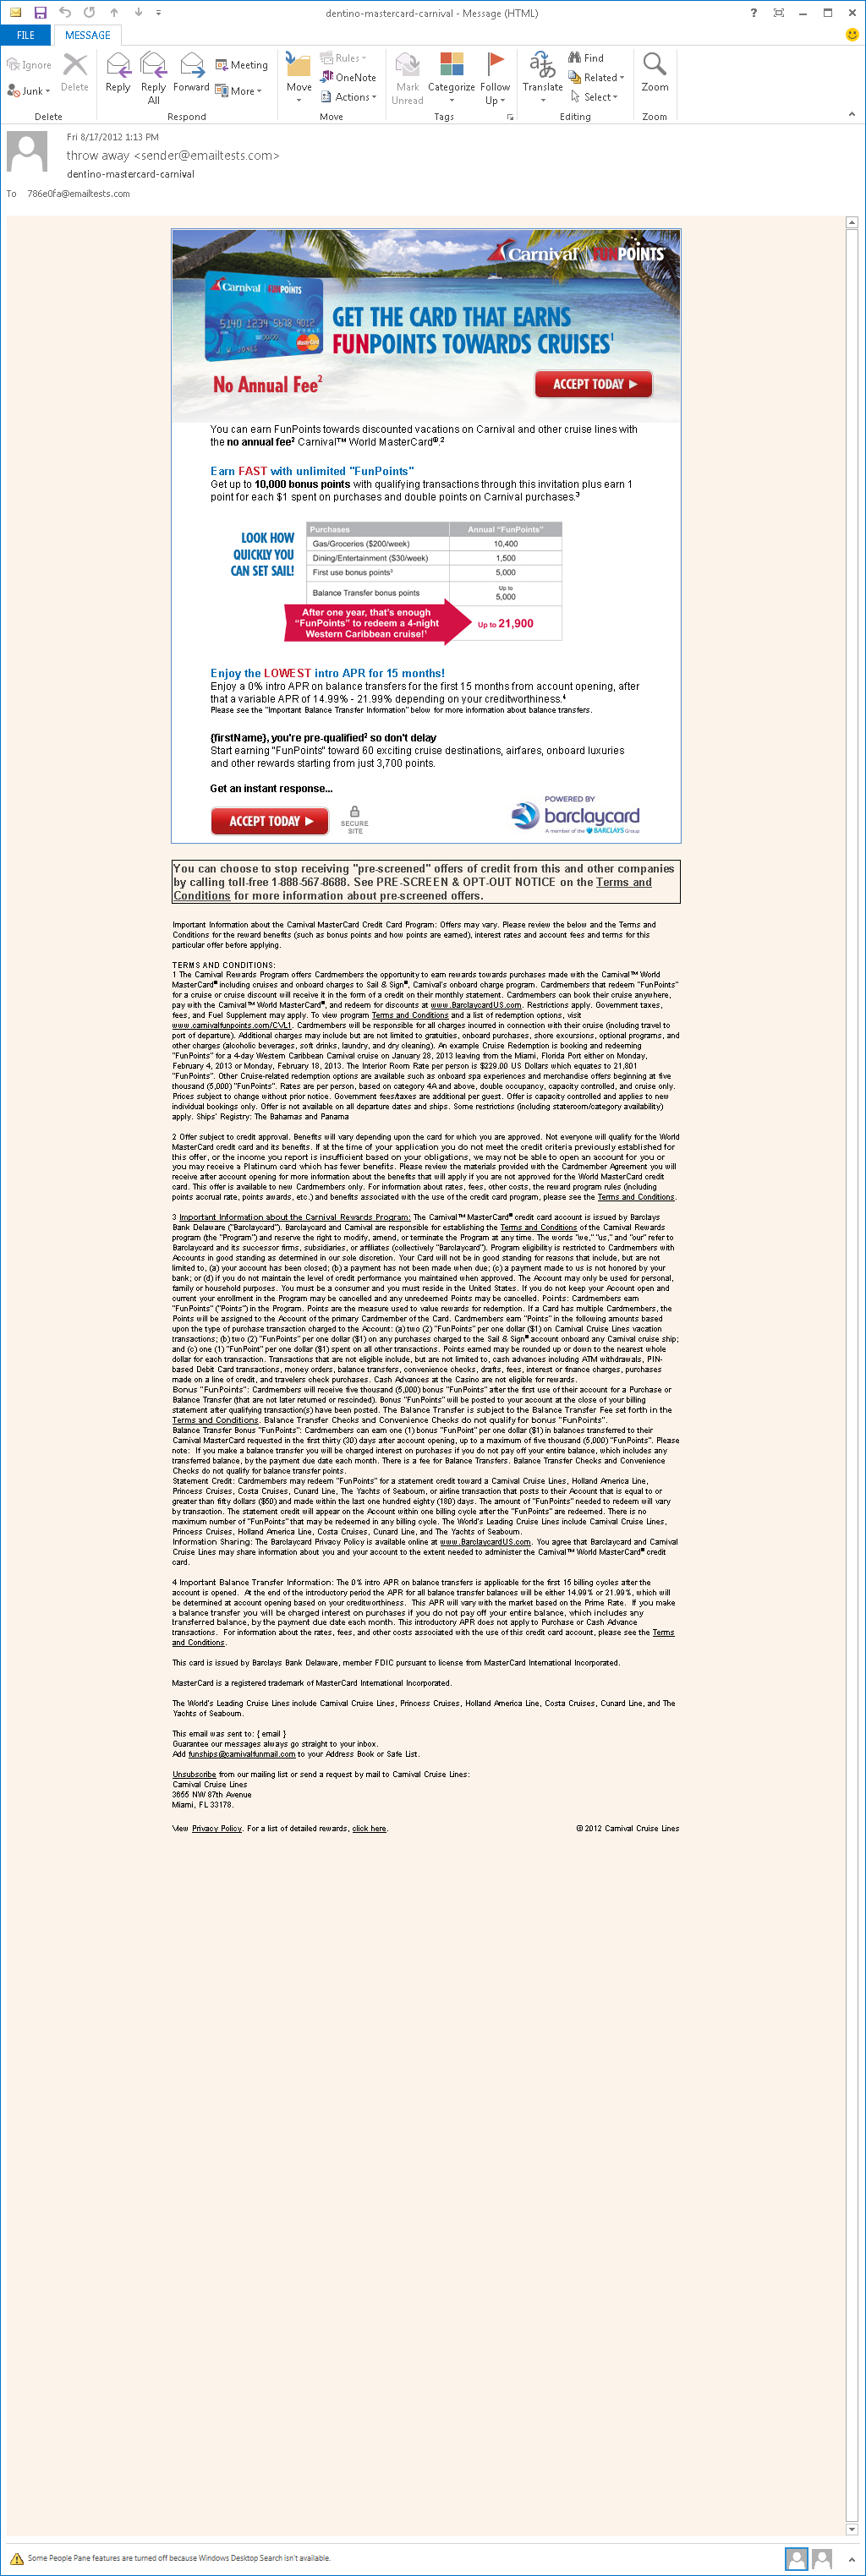 dentino-mastercard-carnival - Message (HTML)
FILE
MESSAGE
Ignore
Junk
Delete
Delete
Reply
Reply All
Forward
Meeting
More
Respond
Move
Rules
OneNote
Actions
Move
Mark Unread
Categorize
Follow Up
Tags
Translate
Find
Related
Select
Editing
Zoom
Zoom
Fri 8/17/2012 1:13 PM
throw away <sender@emailtests.com>
dentino-mastercard-carnival
To 786e0fa@emailtests.com
Carnival FUNPOINTS
Carnival FUNPOINTS
5140 1234 5678 9012
J. W. JONES
WORLD
MasterCard
GET THE CARD THAT EARNS
FUNPOINTS TOWARDS CRUISES¹
No Annual Fee²
ACCEPT TODAY ▶
You can earn FunPoints towards discounted vacations on Carnival and other cruise lines with
the no annual fee² Carnival™ World MasterCard®.²
Earn FAST with unlimited "FunPoints"
Get up to 10,000 bonus points with qualifying transactions through this invitation plus earn 1
point for each $1 spent on purchases and double points on Carnival purchases.³
LOOK HOW
QUICKLY YOU
CAN SET SAIL!
Purchases Annual "FunPoints"
Gas/Groceries ($200/week) 10,400
Dining/Entertainment ($30/week) 1,500
First use bonus points³ 5,000
Balance Transfer bonus points Up to 5,000
After one year, that's enough
"FunPoints" to redeem a 4-night
Western Caribbean cruise!¹
Up to 21,900
Enjoy the LOWEST intro APR for 15 months!
Enjoy a 0% intro APR on balance transfers for the first 15 months from account opening, after
that a variable APR of 14.99% - 21.99% depending on your creditworthiness.⁴
Please see the "Important Balance Transfer Information" below for more information about balance transfers.
{firstName}, you're pre-qualified² so don't delay
Start earning "FunPoints" toward 60 exciting cruise destinations, airfares, onboard luxuries
and other rewards starting from just 3,700 points.
Get an instant response...
ACCEPT TODAY ▶
SECURE
SITE
POWERED BY
barclaycard
A member of the BARCLAYS Group
You can choose to stop receiving "pre-screened" offers of credit from this and other companies
by calling toll-free 1-888-567-8688. See PRE-SCREEN & OPT-OUT NOTICE on the Terms and
Conditions for more information about pre-screened offers.
Important Information about the Carnival MasterCard Credit Card Program: Offers may vary. Please review the below and the Terms and
Conditions for the reward benefits (such as bonus points and how points are earned), interest rates and account fees and terms for this
particular offer before applying.
TERMS AND CONDITIONS:
1 The Carnival Rewards Program offers Cardmembers the opportunity to earn rewards towards purchases made with the Carnival™ World
MasterCard® including cruises and onboard charges to Sail & Sign®, Carnival's onboard charge program. Cardmembers that redeem "FunPoints"
for a cruise or cruise discount will receive it in the form of a credit on their monthly statement. Cardmembers can book their cruise anywhere,
pay with the Carnival™ World MasterCard®, and redeem for discounts at www.BarclaycardUS.com. Restrictions apply. Government taxes,
fees, and Fuel Supplement may apply. To view program Terms and Conditions and a list of redemption options, visit
www.carnivalfunpoints.com/CVL1. Cardmembers will be responsible for all charges incurred in connection with their cruise (including travel to
port of departure). Additional charges may include but are not limited to gratuities, onboard purchases, shore excursions, optional programs, and
other charges (alcoholic beverages, soft drinks, laundry, and dry cleaning). An example Cruise Redemption is booking and redeeming
"FunPoints" for a 4-day Western Caribbean Carnival cruise on January 28, 2013 leaving from the Miami, Florida Port either on Monday,
February 4, 2013 or Monday, February 18, 2013. The Interior Room Rate per person is $229.00 US Dollars which equates to 21,801
"FunPoints". Other Cruise-related redemption options are available such as onboard spa experiences and merchandise offers beginning at five
thousand (5,000) "FunPoints". Rates are per person, based on category 4A and above, double occupancy, capacity controlled, and cruise only.
Prices subject to change without prior notice. Government fees/taxes are additional per guest. Offer is capacity controlled and applies to new
individual bookings only. Offer is not available on all departure dates and ships. Some restrictions (including stateroom/category availability)
apply. Ships' Registry: The Bahamas and Panama
2 Offer subject to credit approval. Benefits will vary depending upon the card for which you are approved. Not everyone will qualify for the World
MasterCard credit card and its benefits. If at the time of your application you do not meet the credit criteria previously established for
this offer, or the income you report is insufficient based on your obligations, we may not be able to open an account for you or
you may receive a Platinum card which has fewer benefits. Please review the materials provided with the Cardmember Agreement you will
receive after account opening for more information about the benefits that will apply if you are not approved for the World MasterCard credit
card. This offer is available to new Cardmembers only. For information about rates, fees, other costs, the reward program rules (including
points accrual rate, points awards, etc.) and benefits associated with the use of the credit card program, please see the Terms and Conditions.
3 Important Information about the Carnival Rewards Program: The Carnival™ MasterCard® credit card account is issued by Barclays
Bank Delaware ("Barclaycard"). Barclaycard and Carnival are responsible for establishing the Terms and Conditions of the Carnival Rewards
program (the "Program") and reserve the right to modify, amend, or terminate the Program at any time. The words "we," "us," and "our" refer to
Barclaycard and its successor firms, subsidiaries, or affiliates (collectively "Barclaycard"). Program eligibility is restricted to Cardmembers with
Accounts in good standing as determined in our sole discretion. Your Card will not be in good standing for reasons that include, but are not
limited to, (a) your account has been closed; (b) a payment has not been made when due; (c) a payment made to us is not honored by your
bank; or (d) if you do not maintain the level of credit performance you maintained when approved. The Account may only be used for personal,
family or household purposes. You must be a consumer and you must reside in the United States. If you do not keep your Account open and
current your enrollment in the Program may be cancelled and any unredeemed Points may be cancelled. Points: Cardmembers earn
"FunPoints" ("Points") in the Program. Points are the measure used to value rewards for redemption. If a Card has multiple Cardmembers, the
Points will be assigned to the Account of the primary Cardmember of the Card. Cardmembers earn "Points" in the following amounts based
upon the type of purchase transaction charged to the Account: (a) two (2) "FunPoints" per one dollar ($1) on Carnival Cruise Lines vacation
transactions; (b) two (2) "FunPoints" per one dollar ($1) on any purchases charged to the Sail & Sign® account onboard any Carnival cruise ship;
and (c) one (1) "FunPoint" per one dollar ($1) spent on all other transactions. Points earned may be rounded up or down to the nearest whole
dollar for each transaction. Transactions that are not eligible include, but are not limited to, cash advances including ATM withdrawals, PIN-
based Debit Card transactions, money orders, balance transfers, convenience checks, drafts, fees, interest or finance charges, purchases
made on a line of credit, and travelers check purchases. Cash Advances at the Casino are not eligible for rewards.
Bonus "FunPoints": Cardmembers will receive five thousand (5,000) bonus "FunPoints" after the first use of their account for a Purchase or
Balance Transfer (that are not later returned or rescinded). Bonus "FunPoints" will be posted to your account at the close of your billing
statement after qualifying transaction(s) have been posted. The Balance Transfer is subject to the Balance Transfer Fee set forth in the
Terms and Conditions. Balance Transfer Checks and Convenience Checks do not qualify for bonus "FunPoints".
Balance Transfer Bonus "FunPoints": Cardmembers can earn one (1) bonus "FunPoint" per one dollar ($1) in balances transferred to their
Carnival MasterCard requested in the first thirty (30) days after account opening, up to a maximum of five thousand (5,000) "FunPoints". Please
note: If you make a balance transfer you will be charged interest on purchases if you do not pay off your entire balance, which includes any
transferred balance, by the payment due date each month. There is a fee for Balance Transfers. Balance Transfer Checks and Convenience
Checks do not qualify for balance transfer points.
Statement Credit: Cardmembers may redeem "FunPoints" for a statement credit toward a Carnival Cruise Lines, Holland America Line,
Princess Cruises, Costa Cruises, Cunard Line, The Yachts of Seabourn, or airline transaction that posts to their Account that is equal to or
greater than fifty dollars ($50) and made within the last one hundred eighty (180) days. The amount of "FunPoints" needed to redeem will vary
by transaction. The statement credit will appear on the Account within one billing cycle after the "FunPoints" are redeemed. There is no
maximum number of "FunPoints" that may be redeemed in any billing cycle. The World's Leading Cruise Lines include Carnival Cruise Lines,
Princess Cruises, Holland America Line, Costa Cruises, Cunard Line, and The Yachts of Seabourn.
Information Sharing: The Barclaycard Privacy Policy is available online at www.BarclaycardUS.com. You agree that Barclaycard and Carnival
Cruise Lines may share information about you and your account to the extent needed to administer the Carnival™ World MasterCard® credit
card.
4 Important Balance Transfer Information: The 0% intro APR on balance transfers is applicable for the first 15 billing cycles after the
account is opened. At the end of the introductory period the APR for all balance transfer balances will be either 14.99% or 21.99%, which will
be determined at account opening based on your creditworthiness. This APR will vary with the market based on the Prime Rate. If you make
a balance transfer you will be charged interest on purchases if you do not pay off your entire balance, which includes any
transferred balance, by the payment due date each month. This introductory APR does not apply to Purchase or Cash Advance
transactions. For information about the rates, fees, and other costs associated with the use of this credit card account, please see the Terms
and Conditions.
This card is issued by Barclays Bank Delaware, member FDIC pursuant to license from MasterCard International Incorporated.
MasterCard is a registered trademark of MasterCard International Incorporated.
The World's Leading Cruise Lines include Carnival Cruise Lines, Princess Cruises, Holland America Line, Costa Cruises, Cunard Line, and The
Yachts of Seabourn.
This email was sent to: { email }
Guarantee our messages always go straight to your inbox.
Add funships@carnivalfunmail.com to your Address Book or Safe List.
Unsubscribe from our mailing list or send a request by mail to Carnival Cruise Lines:
Carnival Cruise Lines
3655 NW 87th Avenue
Miami, FL 33178.
View Privacy Policy. For a list of detailed rewards, click here. © 2012 Carnival Cruise Lines
Some People Pane features are turned off because Windows Desktop Search isn't available.